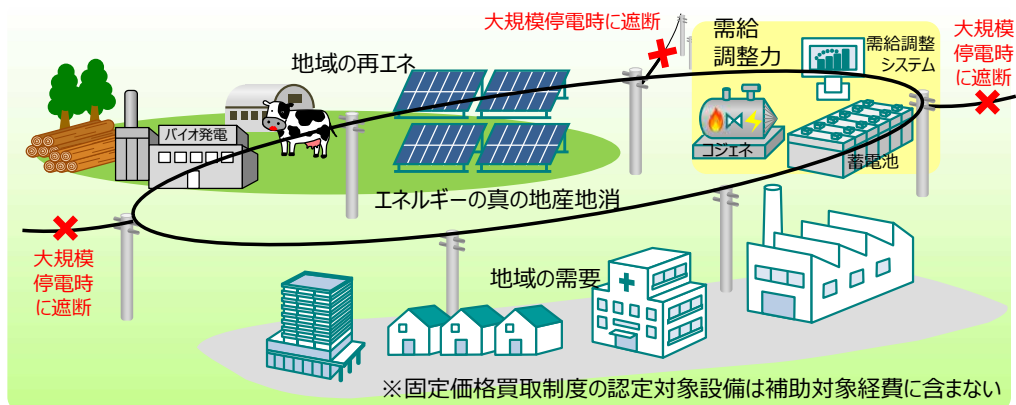 大規模停電時に遮断
需給
調整力
需給調整
システム
大規模
停電時
に遮断
地域の再エネ
バイオ発電
コジェネ
蓄電池
エネルギーの真の地産地消
大規模
停電時
に遮断
地域の需要
※固定価格買取制度の認定対象設備は補助対象経費に含まない